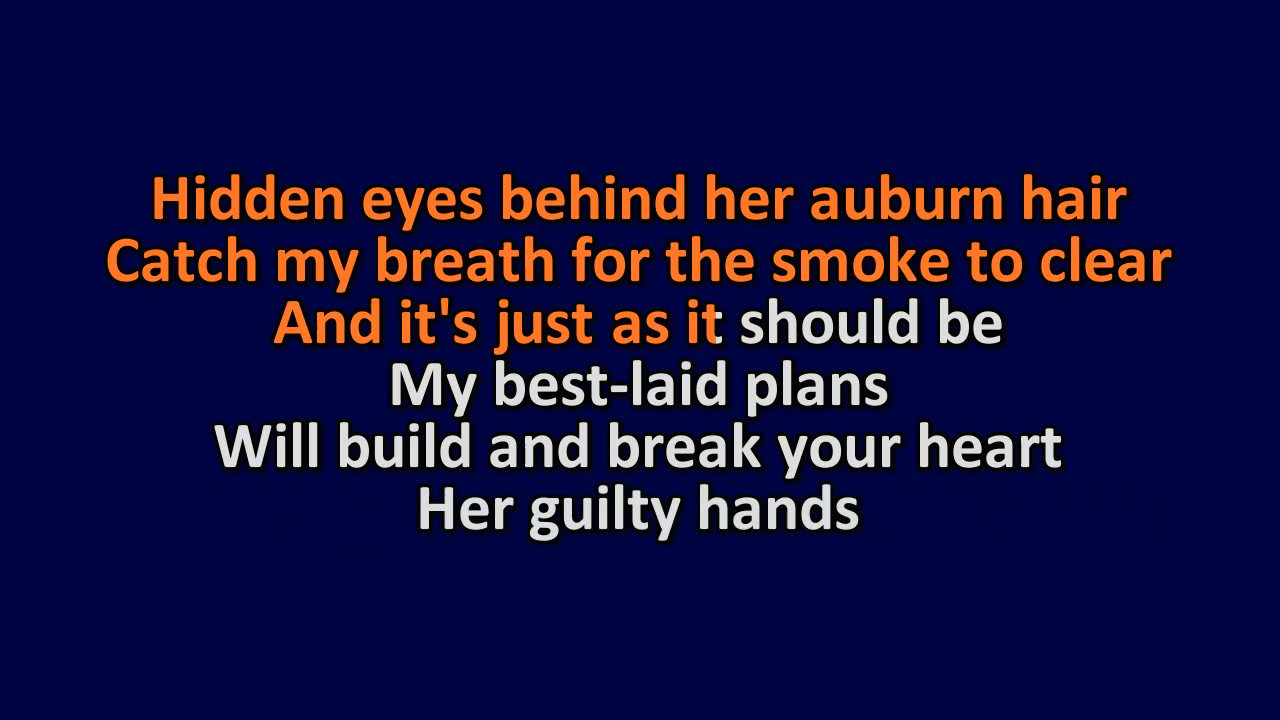 Hidden eyes behind her auburn hair
Catch my breath for the smoke to clear
And it's just as it should be
My best-laid plans
Will build and break your heart
Her guilty hands